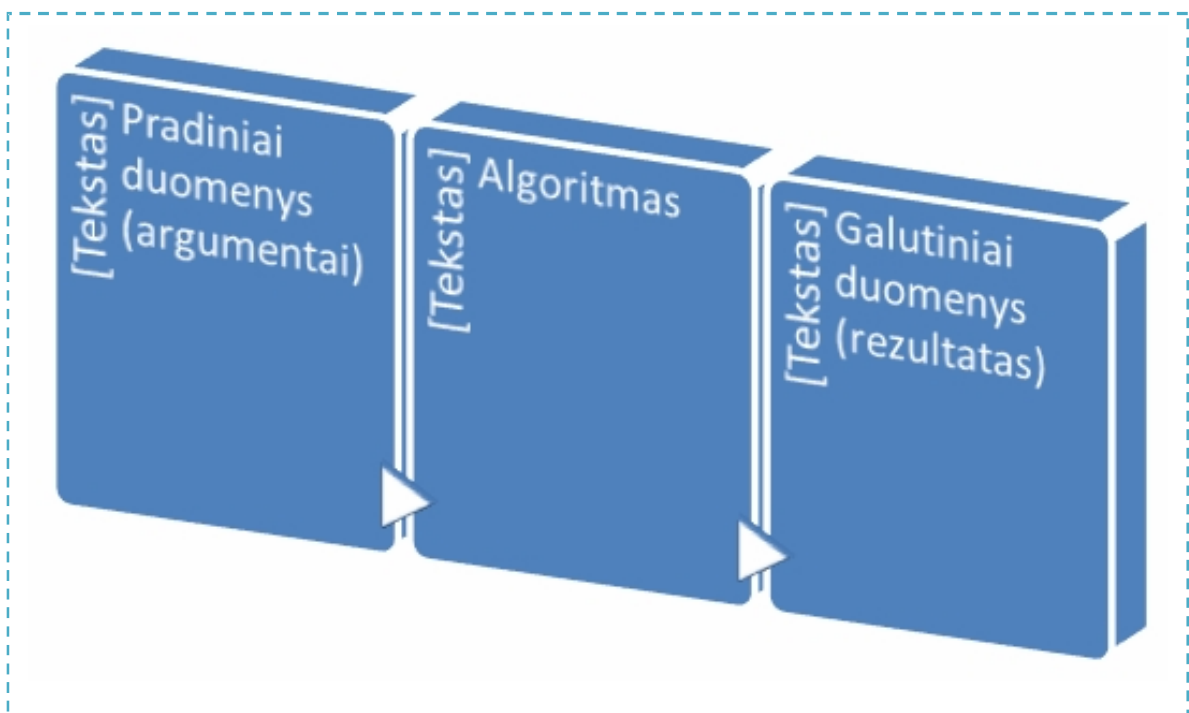 [Tekstas]
Pradiniai
duomenys
(argumentai)
[Tekstas]
Algoritmas
[Tekstas]
Galutiniai
duomenys
(rezultatas)